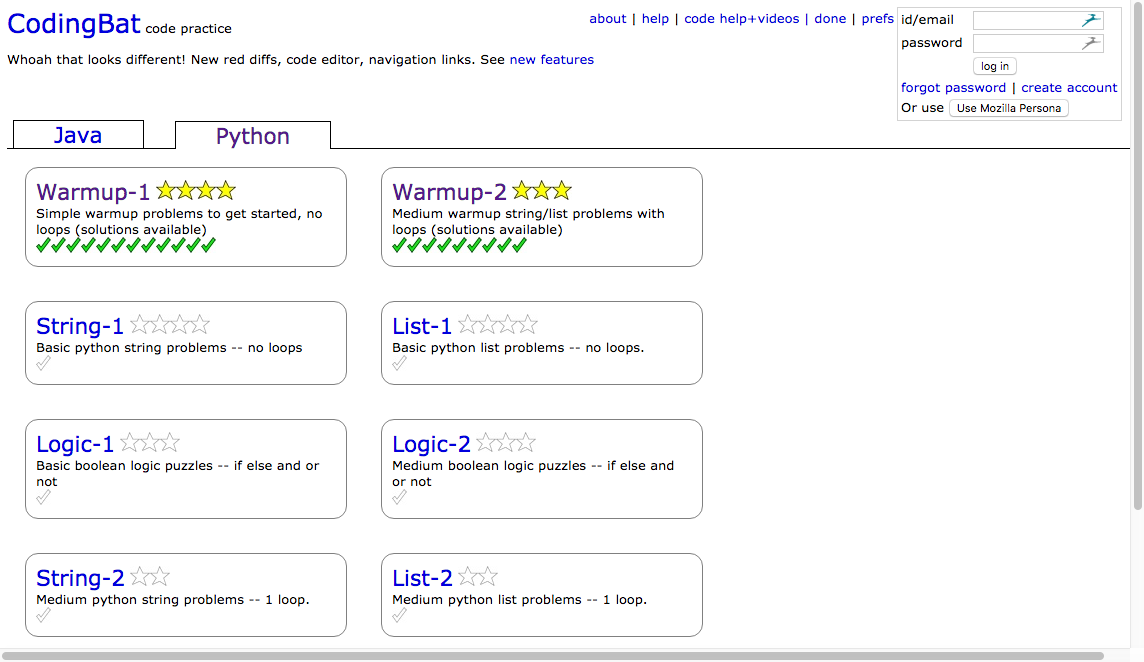 CodingBat code practice
about | help | code help+videos | done | prefs
id/email
password
log in
forgot password | create account
Or use Use Mozilla Persona
Whoah that looks different! New red diffs, code editor, navigation links. See new features
Java
Python
Warmup-1
Simple warmup problems to get started, no
loops (solutions available)
Warmup-2
Medium warmup string/list problems with
loops (solutions available)
String-1
Basic python string problems -- no loops
List-1
Basic python list problems -- no loops.
Logic-1
Basic boolean logic puzzles -- if else and or
not
Logic-2
Medium boolean logic puzzles -- if else and
or not
String-2
Medium python string problems -- 1 loop.
List-2
Medium python list problems -- 1 loop.